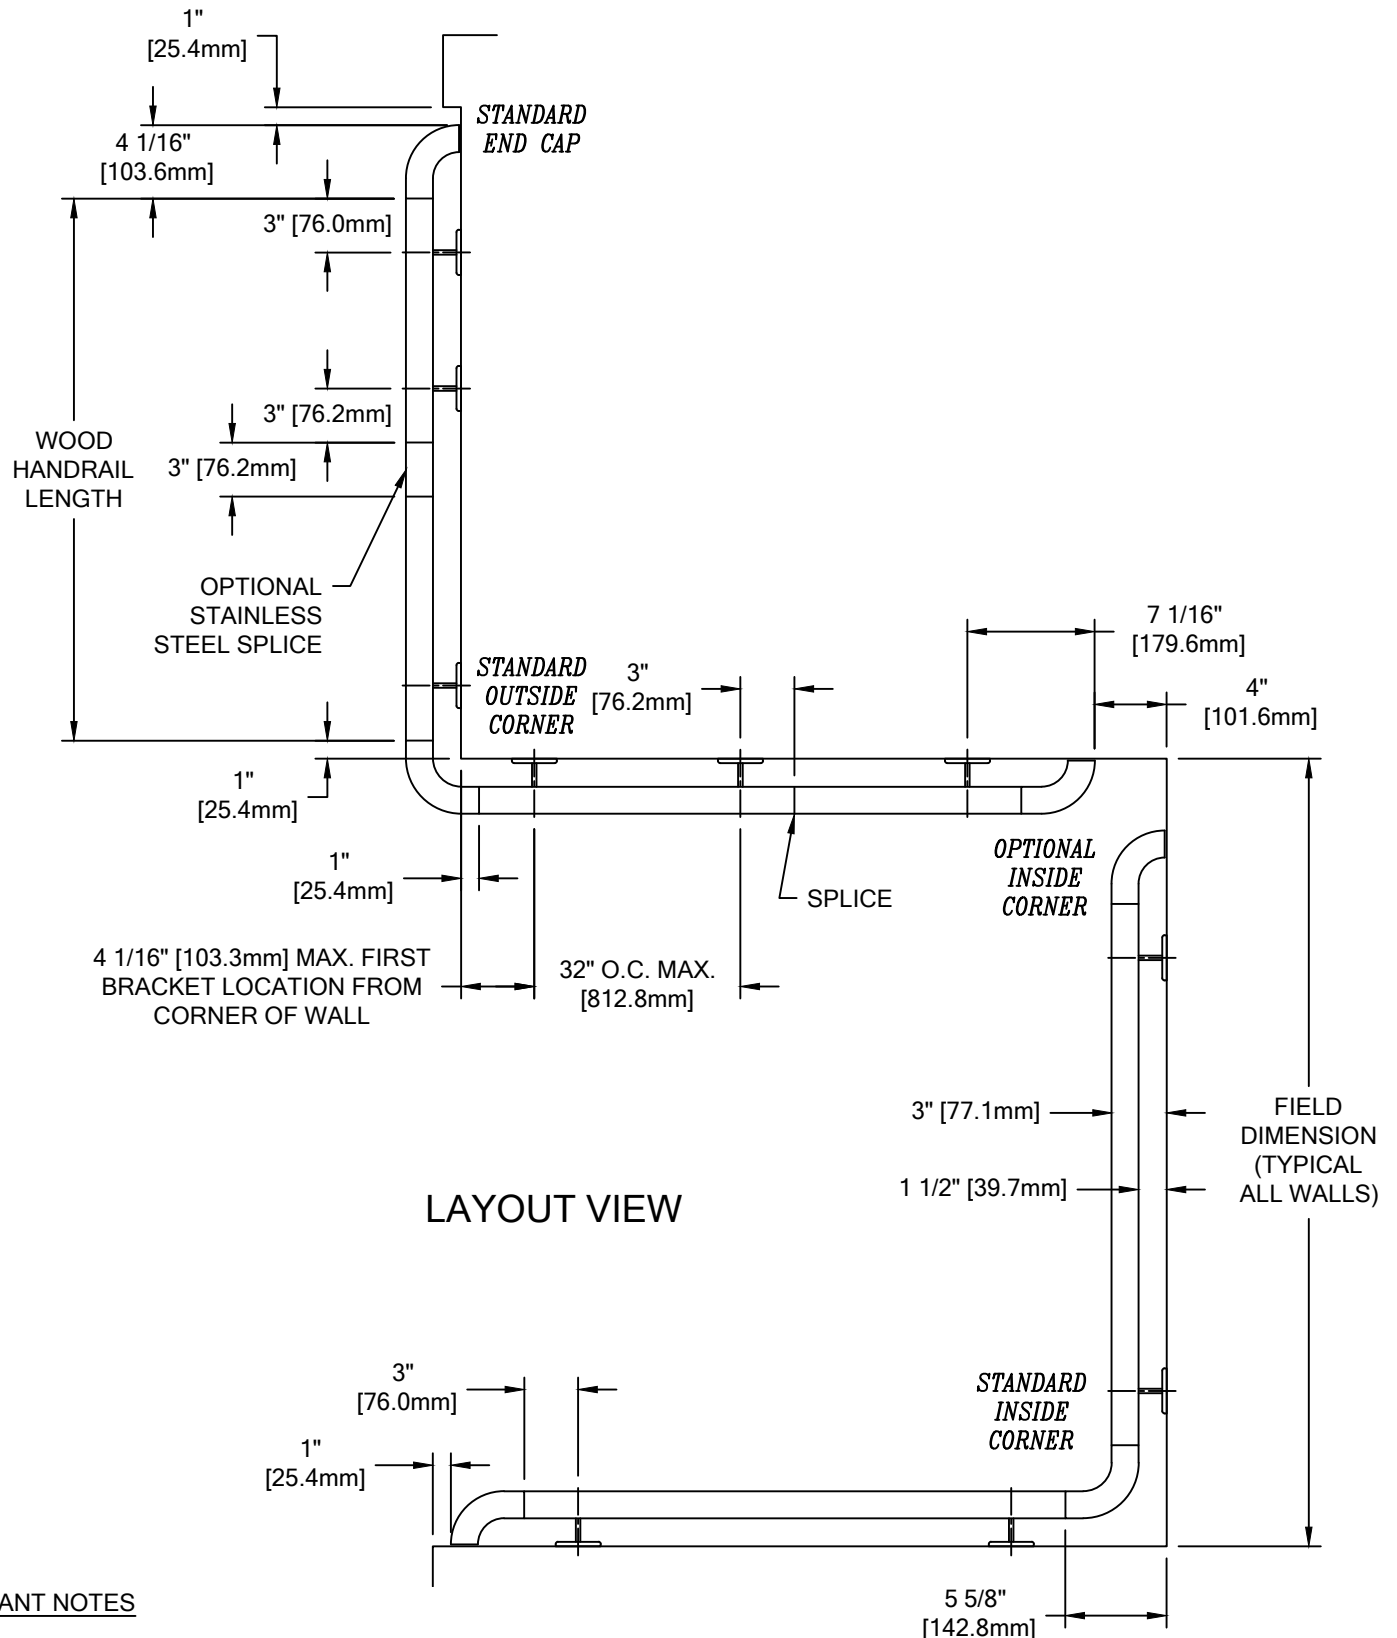 1"
[25.4mm]
STANDARD
END CAP
4 1/16"
[103.6mm]
3" [76.0mm]
3" [76.2mm]
WOOD
HANDRAIL
LENGTH
3" [76.2mm]
OPTIONAL
STAINLESS
STEEL SPLICE
7 1/16"
[179.6mm]
STANDARD
OUTSIDE
CORNER
3"
[76.2mm]
4"
[101.6mm]
1"
[25.4mm]
1"
[25.4mm]
OPTIONAL
INSIDE
CORNER
SPLICE
4 1/16" [103.3mm] MAX. FIRST
BRACKET LOCATION FROM
CORNER OF WALL
32" O.C. MAX.
[812.8mm]
3" [77.1mm]
FIELD
DIMENSION
(TYPICAL
ALL WALLS)
1 1/2" [39.7mm]
LAYOUT VIEW
3"
[76.0mm]
STANDARD
INSIDE
CORNER
1"
[25.4mm]
5 5/8"
[142.8mm]
ANT NOTES